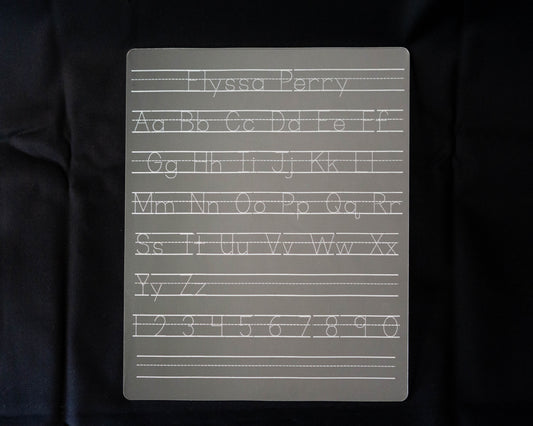 Elyssa Perry
Aa Bb Cc Dd Ee Ff
Gg Hh Ii Jj Kk Ll
Mm Nn Oo Pp Qq Rr
Ss Tt Uu Vv Ww Xx
Yy Zz
1 2 3 4 5 6 7 8 9 0